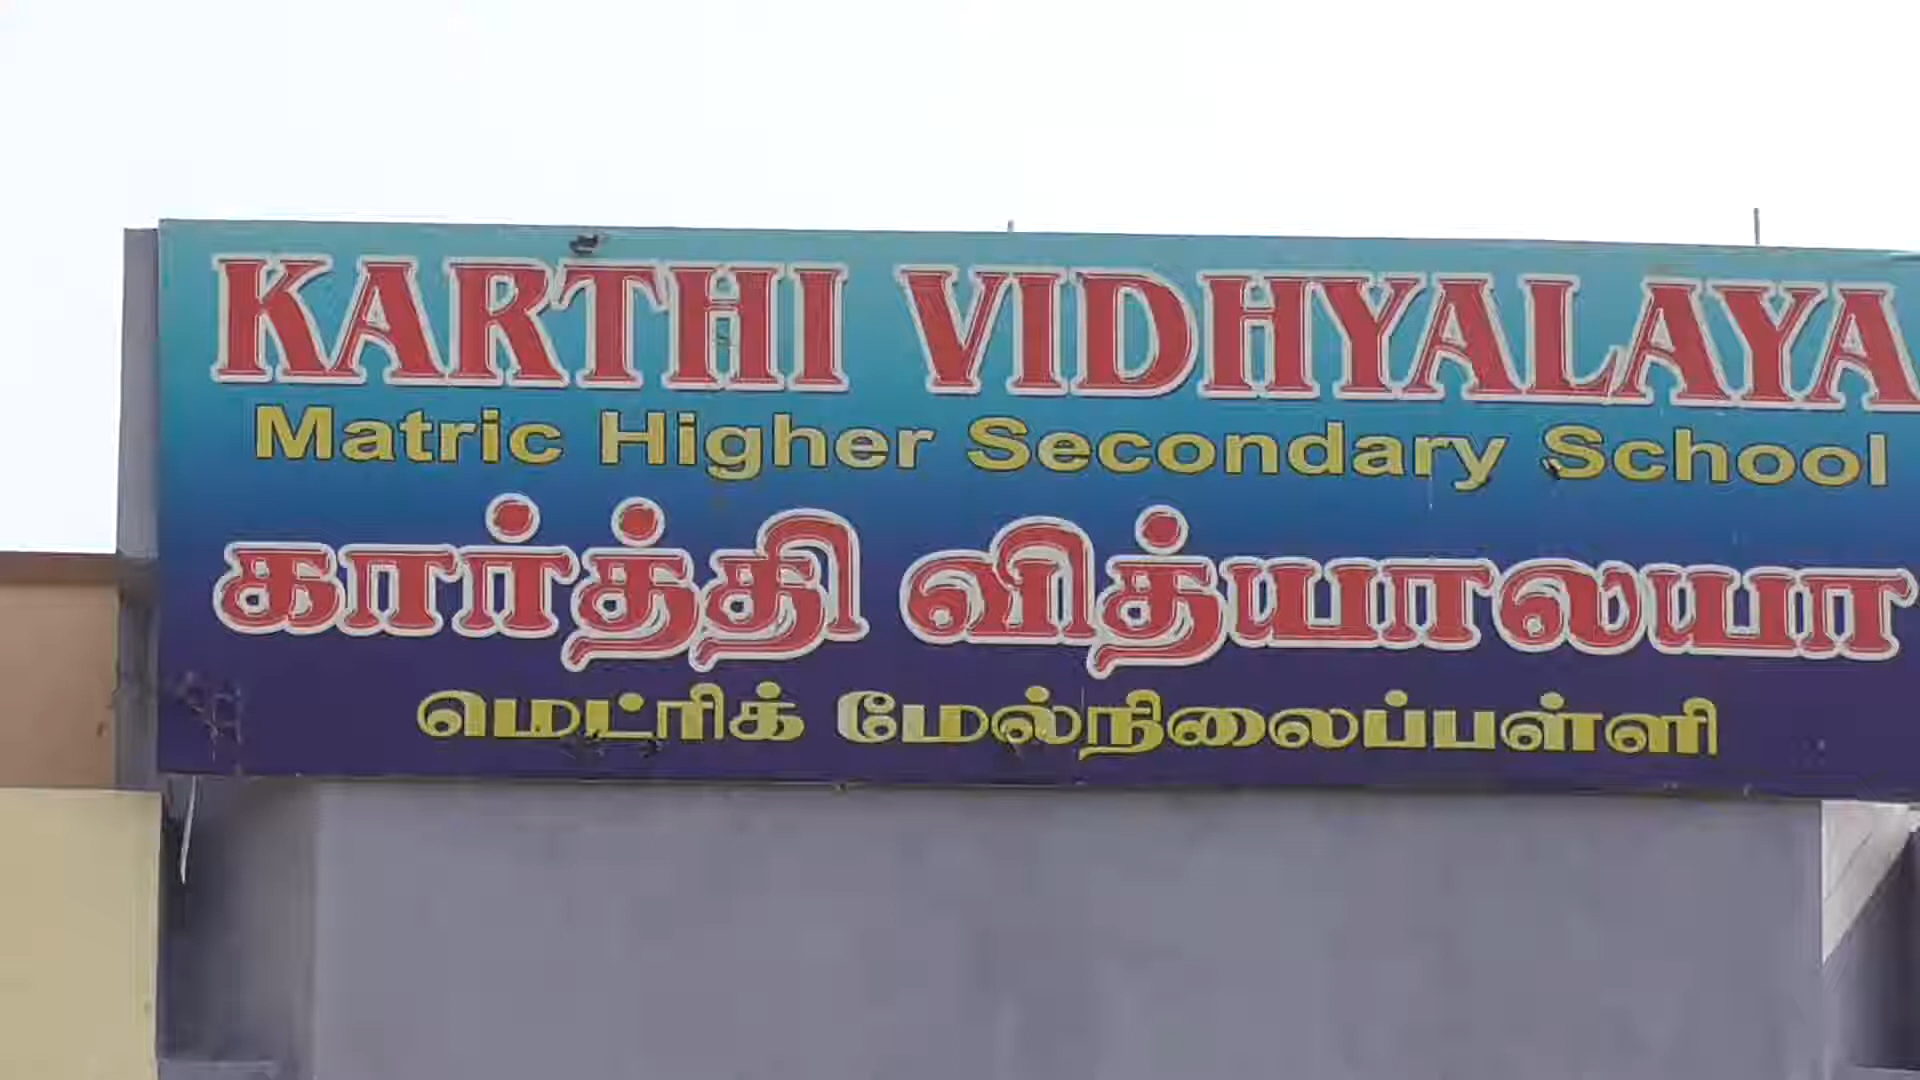 KARTHI VIDHYALAYA
Matric Higher Secondary School
கார்த்தி வித்யாலயா
மெட்ரிக் மேல்நிலைப்பள்ளி